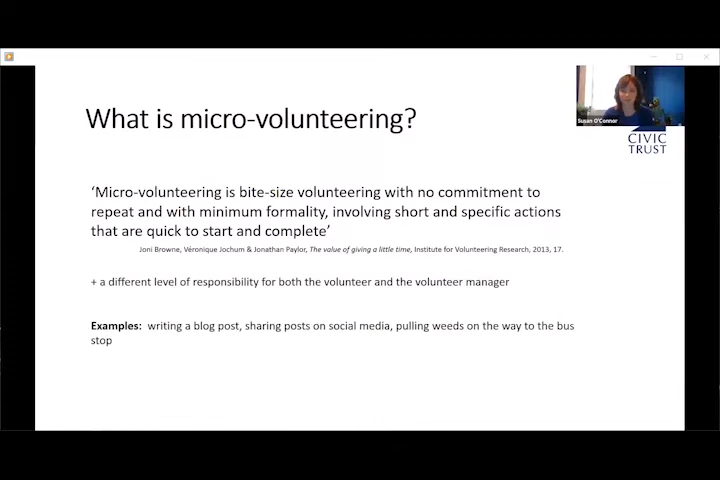 What is micro-volunteering?
Susan O'Connor
CIVIC
TRUST
‘Micro-volunteering is bite-size volunteering with no commitment to
repeat and with minimum formality, involving short and specific actions
that are quick to start and complete’
Joni Browne, Véronique Jochum & Jonathan Paylor, The value of giving a little time, Institute for Volunteering Research, 2013, 17.
+ a different level of responsibility for both the volunteer and the volunteer manager
Examples: writing a blog post, sharing posts on social media, pulling weeds on the way to the bus
stop